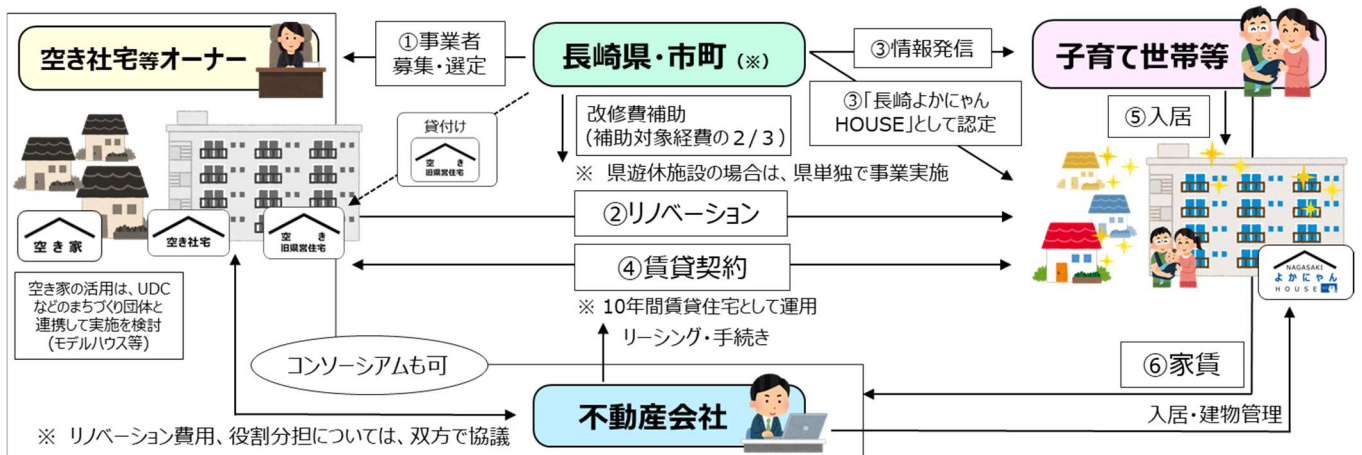 空き社宅等オーナー
①事業者
募集・選定
長崎県・市町（※）
③情報発信
子育て世帯等
貸付け
空き
旧県営住宅
改修費補助
（補助対象経費の２/３）
③「長崎よかにゃん
HOUSE」として認定
⑤入居
※ 県遊休施設の場合は、県単独で事業実施
②リノベーション
空き家
空き社宅
空き
旧県営住宅
④賃貸契約
NAGASAKI
よかにゃん
HOUSE
空き家の活用は、UDC
などのまちづくり団体と
連携して実施を検討
（モデルハウス等）
※ 10年間賃貸住宅として運用
リーシング・手続き
コンソーシアムも可
⑥家賃
不動産会社
入居・建物管理
※ リノベーション費用、役割分担については、双方で協議